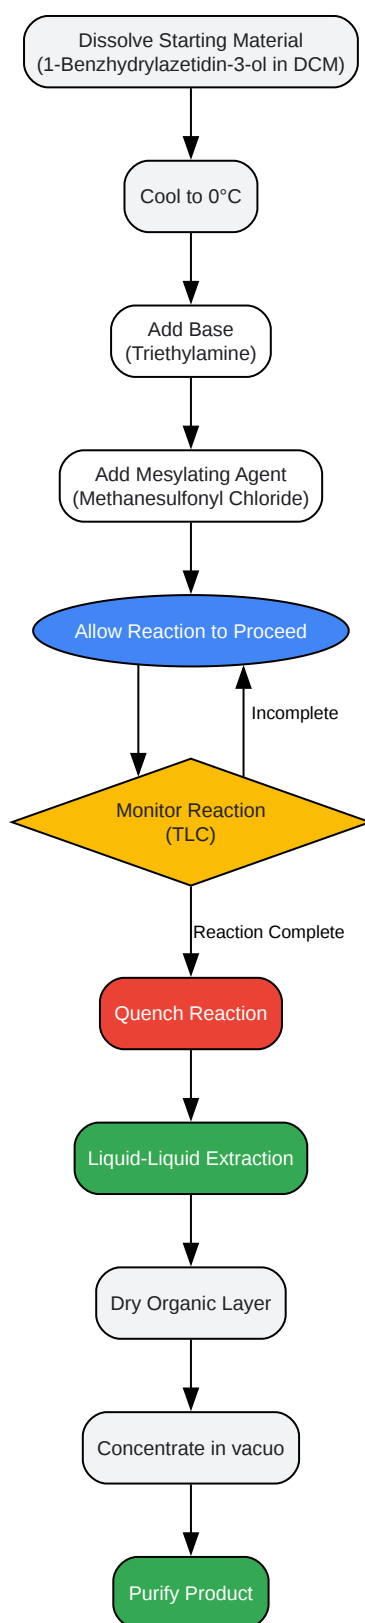 Dissolve Starting Material
(1-Benzhydrylazetidin-3-ol in DCM)
Cool to 0°C
Add Base
(Triethylamine)
Add Mesylating Agent
(Methanesulfonyl Chloride)
Allow Reaction to Proceed
Incomplete
Monitor Reaction
(TLC)
Reaction Complete
Quench Reaction
Liquid-Liquid Extraction
Dry Organic Layer
Concentrate in vacuo
Purify Product